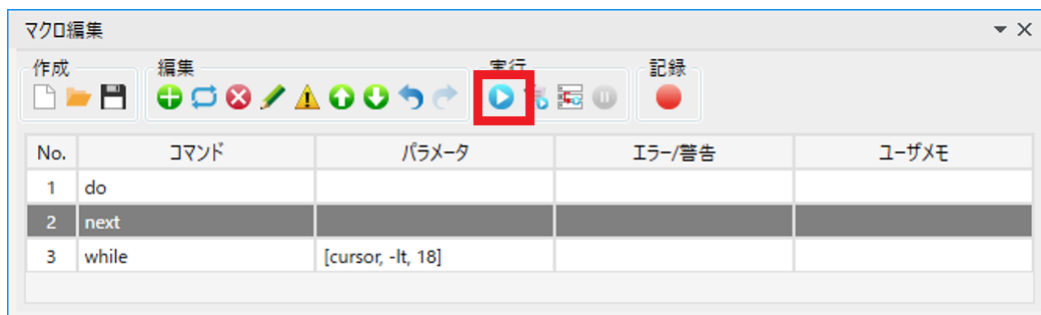 マクロ編集
作成 編集 実行 記録
No. コマンド パラメータ エラー/警告 ユーザメモ
1 do
2 next
3 while [cursor, -lt, 18]